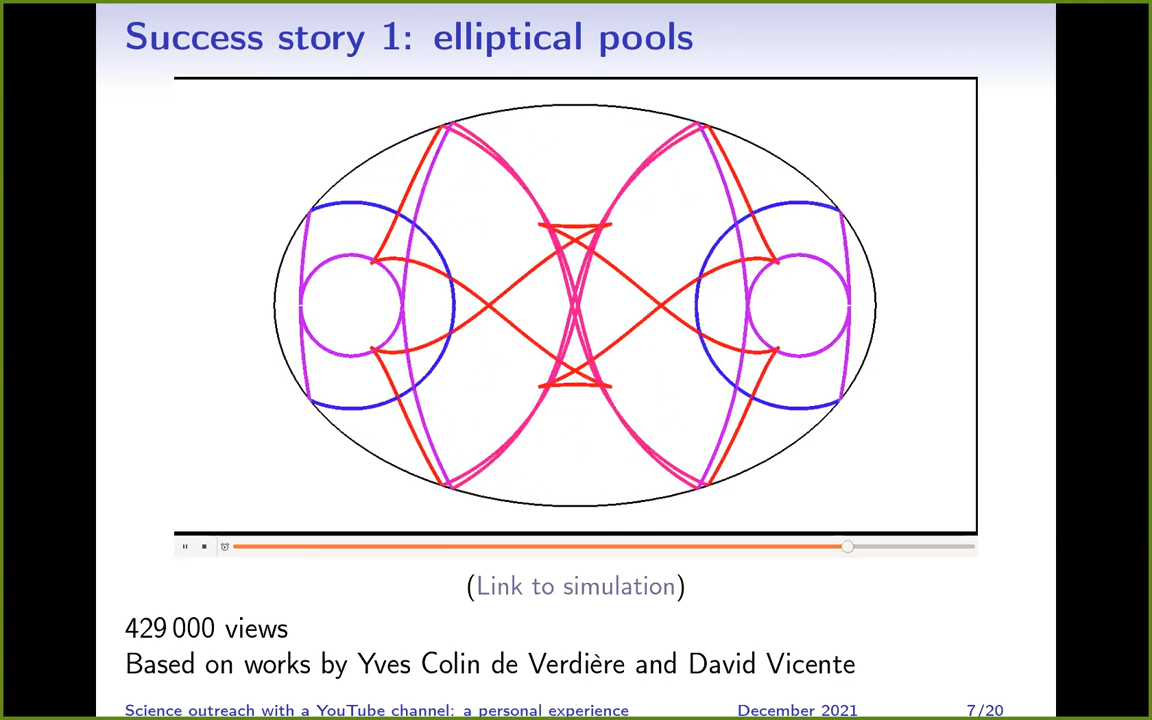 Success story 1: elliptical pools
(Link to simulation)
429 000 views
Based on works by Yves Colin de Verdière and David Vicente
Science outreach with a YouTube channel: a personal experience December 2021 7/20